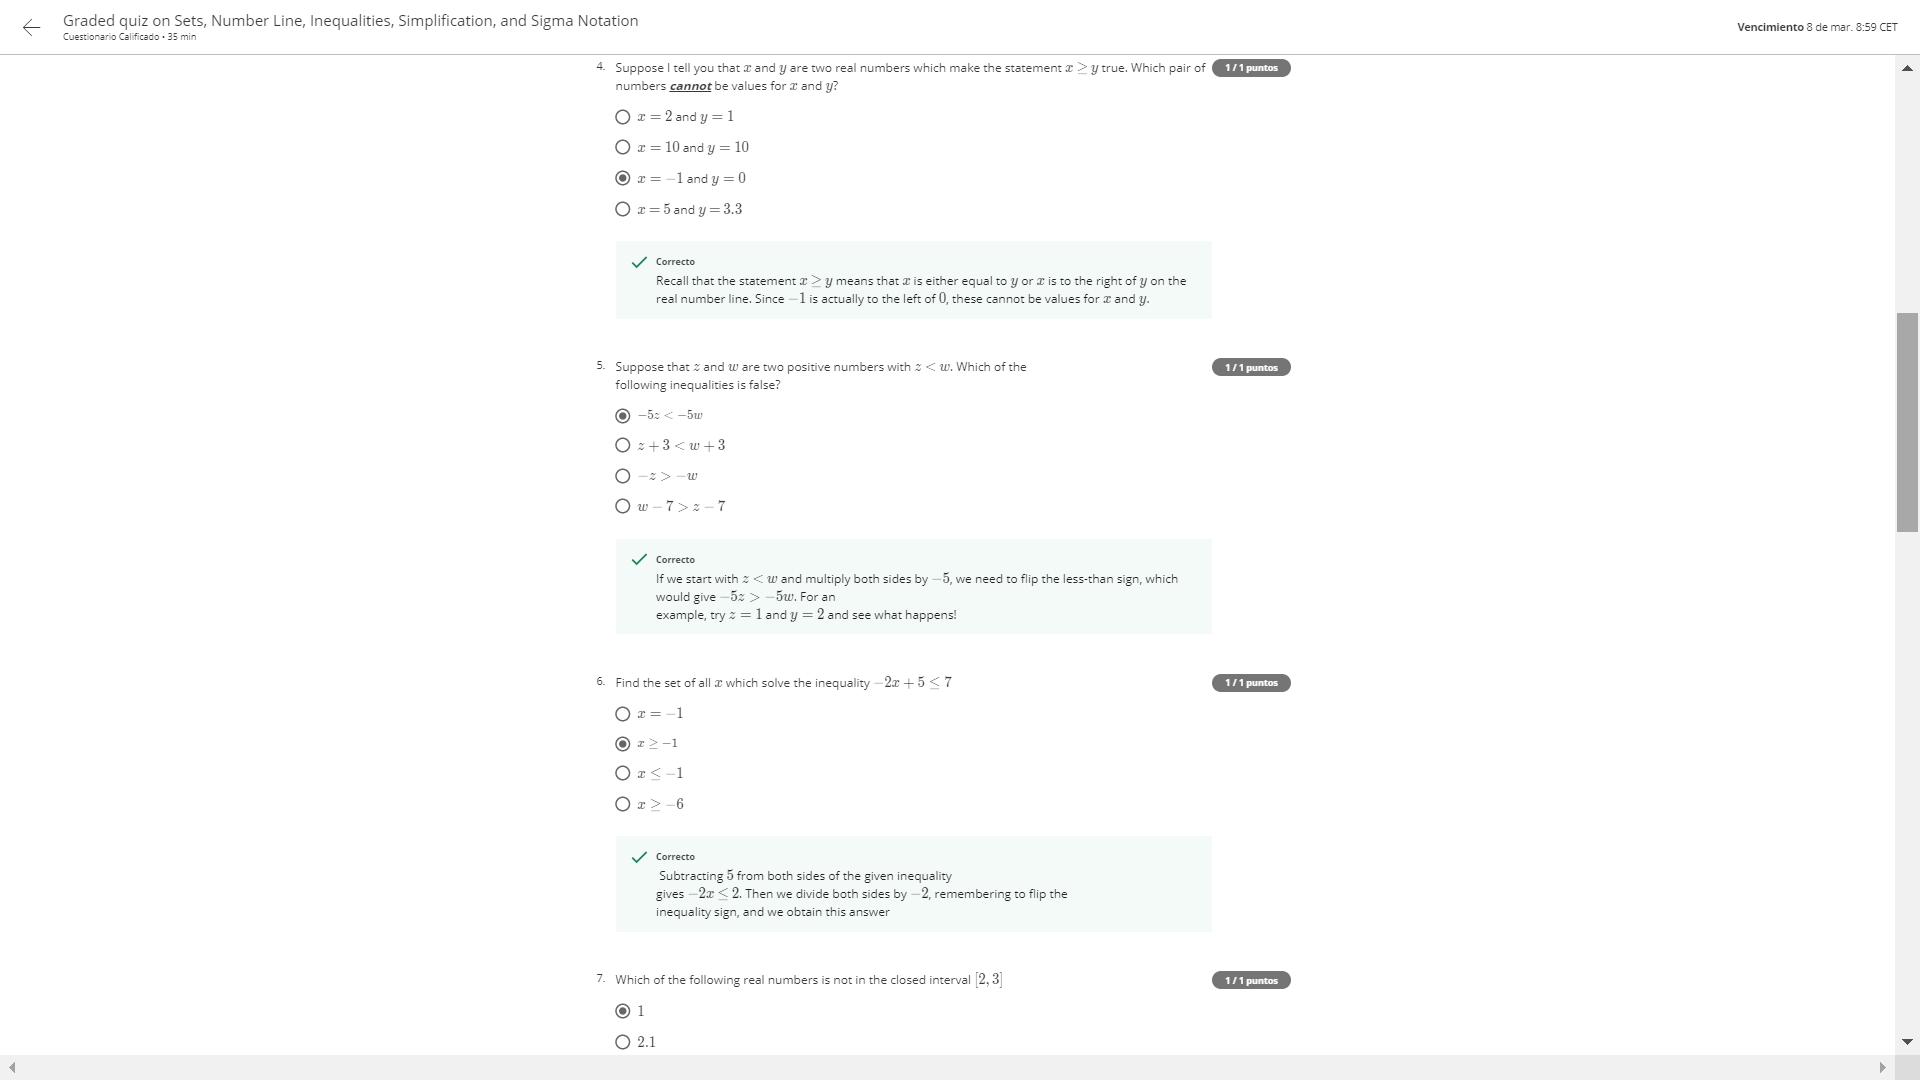 Graded quiz on Sets, Number Line, Inequalities, Simplification, and Sigma Notation
Cuestionario Calificado • 35 min
Vencimiento 8 de mar. 8:59 CET
4. Suppose I tell you that x and y are two real numbers which make the statement x ≥ y true. Which pair of
numbers cannot be values for x and y?
1 / 1 puntos
x = 2 and y = 1
x = 10 and y = 10
x = −1 and y = 0
x = 5 and y = 3.3
Correcto
Recall that the statement x ≥ y means that x is either equal to y or x is to the right of y on the
real number line. Since −1 is actually to the left of 0, these cannot be values for x and y.
5. Suppose that z and w are two positive numbers with z < w. Which of the
following inequalities is false?
1 / 1 puntos
−5z < −5w
z + 3 < w + 3
−z > −w
w − 7 > z − 7
Correcto
If we start with z < w and multiply both sides by −5, we need to flip the less-than sign, which
would give −5z > −5w. For an
example, try z = 1 and y = 2 and see what happens!
6. Find the set of all x which solve the inequality −2x + 5 ≤ 7
1 / 1 puntos
x = −1
x ≥ −1
x ≤ −1
x ≥ −6
Correcto
Subtracting 5 from both sides of the given inequality
gives −2x ≤ 2. Then we divide both sides by −2, remembering to flip the
inequality sign, and we obtain this answer
7. Which of the following real numbers is not in the closed interval [2, 3]
1 / 1 puntos
1
2.1